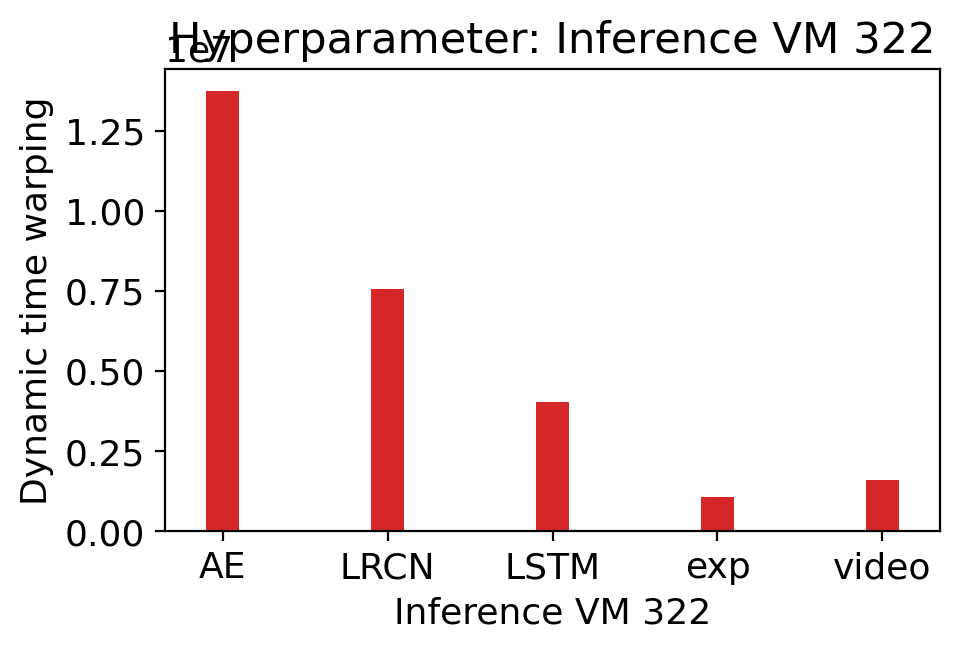 Hyperparameter: Inference VM 322
1e7
Dynamic time warping
1.25
1.00
0.75
0.50
0.25
0.00
AE LRCN LSTM exp video
Inference VM 322